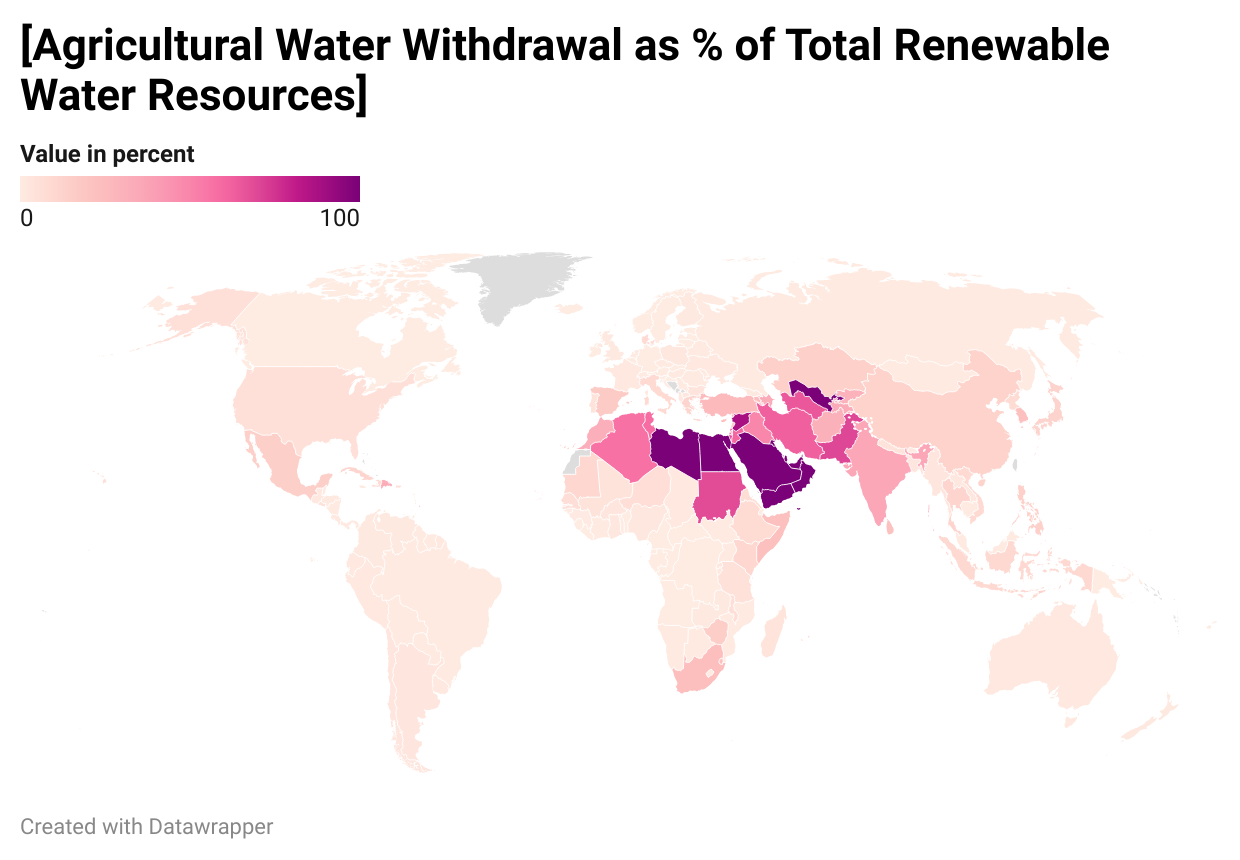 [Agricultural Water Withdrawal as % of Total Renewable
Water Resources]
Value in percent
0 100
Created with Datawrapper